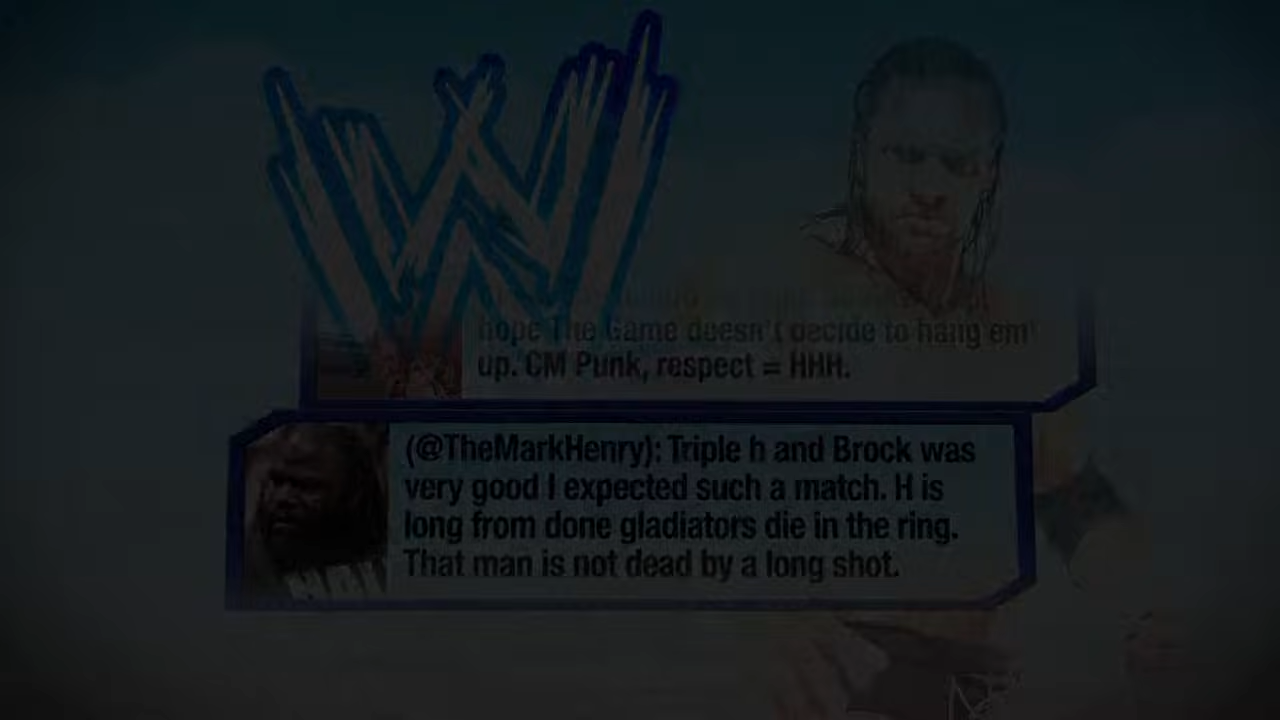 hope The Game doesn't decide to hang em'
up. CM Punk, respect = HHH.
(@TheMarkHenry): Triple h and Brock was
very good I expected such a match. H is
long from done gladiators die in the ring.
That man is not dead by a long shot.